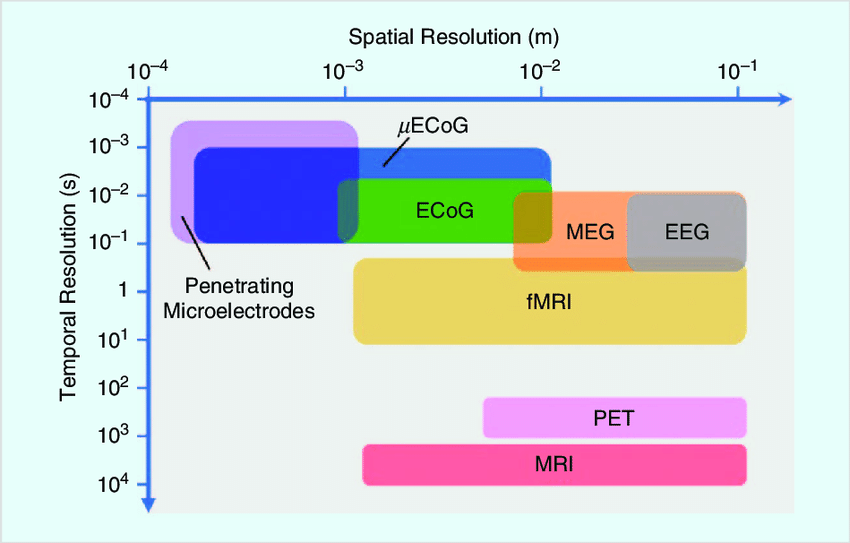 Spatial Resolution (m)
10⁻⁴ 10⁻³ 10⁻² 10⁻¹
Temporal Resolution (s)
10⁻⁴
10⁻³
10⁻²
10⁻¹
1
10¹
10²
10³
10⁴
μECoG
ECoG
MEG EEG
Penetrating
Microelectrodes
fMRI
PET
MRI